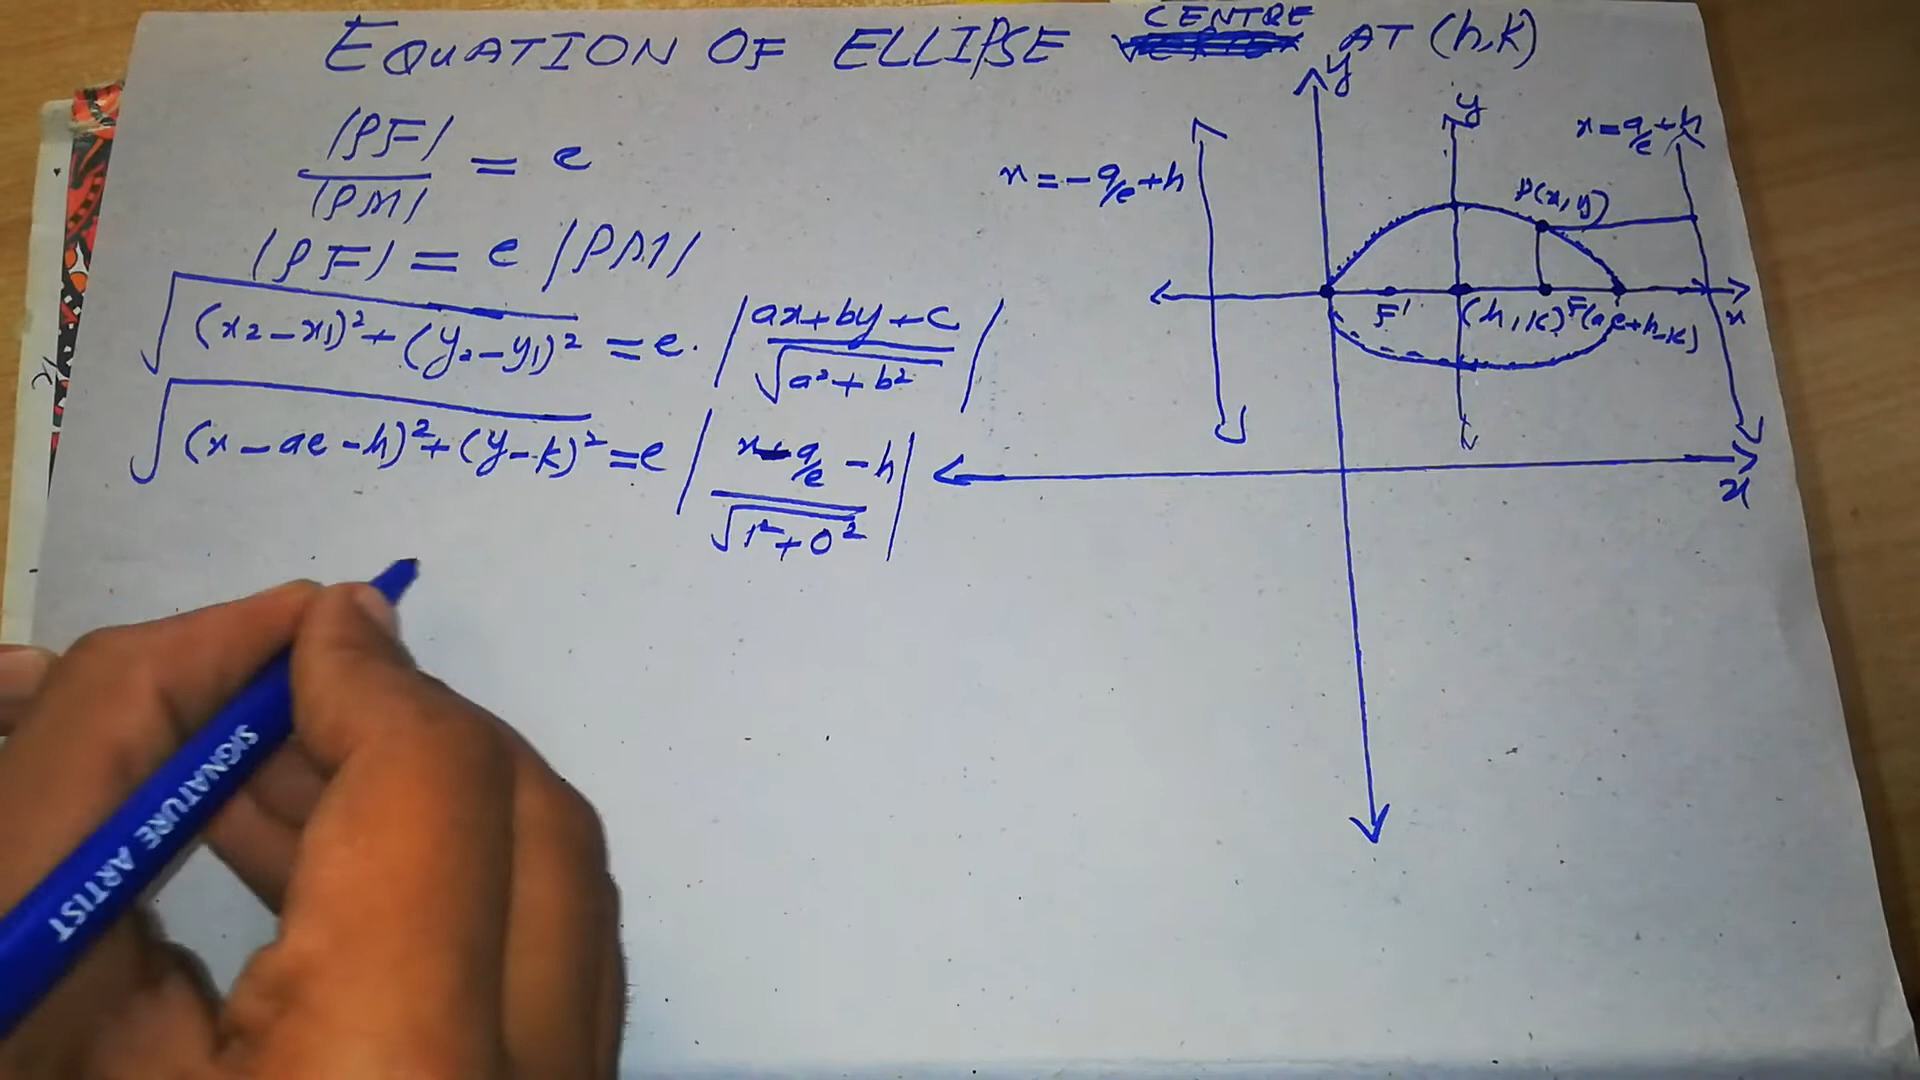 EQUATION OF ELLIPSE CENTRE AT (h,k)
|PF| / |PM| = e
|PF| = e |PM|
√(x₂-x₁)²+(y₂-y₁)² = e. |ax+by+c / √a²+b²|
√(x-ae-h)²+(y-k)² = e |x-a/e-h / √1²+0²|
y
y
x=a/e+h
x=-a/e+h
P(x,y)
F'
(h,k)
F(ae+h,k)
x
x
SIGNATURE ARTIST